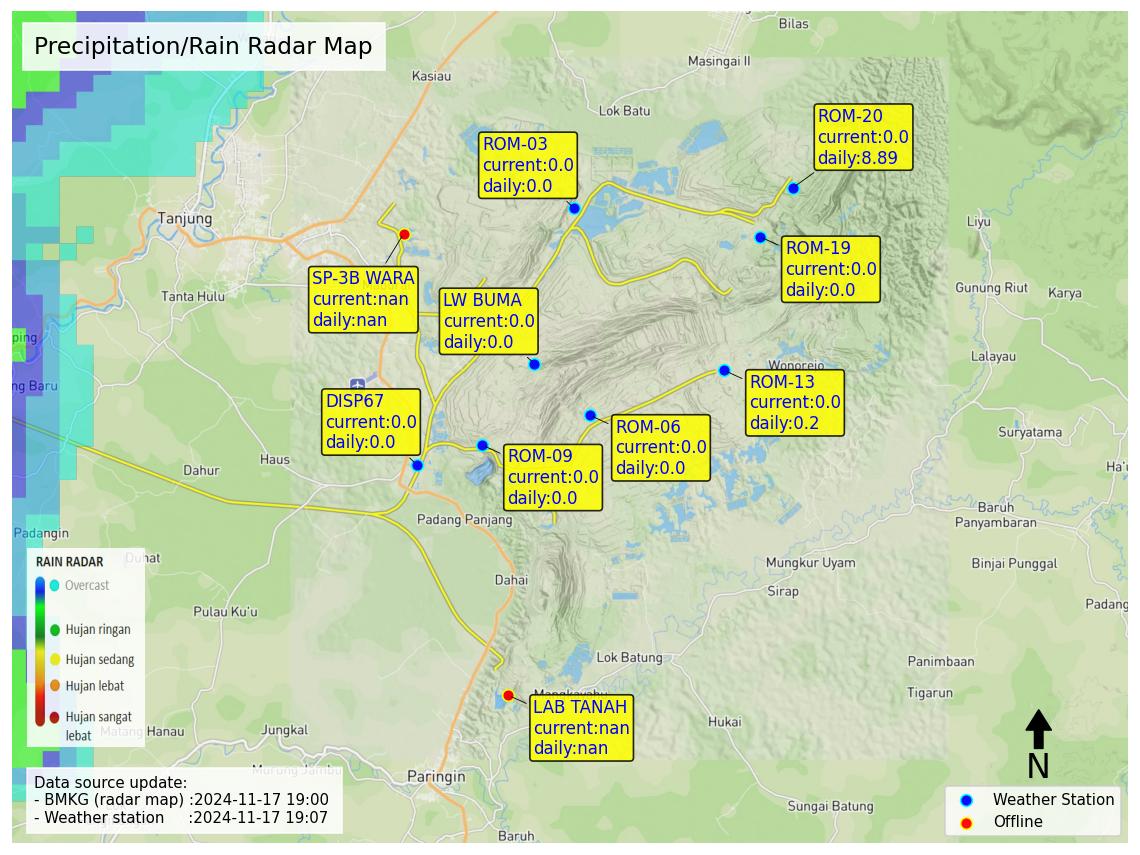 Precipitation/Rain Radar Map
Bilas
Masingai II
Kasiau
Lok Batu
ROM-20
current:0.0
daily:8.89
ROM-03
current:0.0
daily:0.0
Tanjung
Liyu
ROM-19
current:0.0
daily:0.0
SP-3B WARA
current:nan
daily:nan
LW BUMA
current:0.0
daily:0.0
Tanta Hulu
Gunung Riut
Karya
ping
Lalayau
Wonorejo
ng Baru
ROM-13
current:0.0
daily:0.2
DISP67
current:0.0
daily:0.0
ROM-06
current:0.0
daily:0.0
Suryatama
ROM-09
current:0.0
daily:0.0
Haus
Dahur
Ha'u
Baruh
Panyambaran
Padang Panjang
Padangin
Duhat
Mungkur Uyam
Binjai Punggal
RAIN RADAR
Overcast
Hujan ringan
Hujan sedang
Hujan lebat
Hujan sangat
lebat
Dahai
Sirap
Pulau Ku'u
Padang
Lok Batung
Panimbaan
Tigarun
LAB TANAH
current:nan
daily:nan
Hukai
Matang Hanau
Jungkal
Murung Jambu
Paringin
N
Data source update:
- BMKG (radar map) :2024-11-17 19:00
- Weather station :2024-11-17 19:07
Sungai Batung
Baruh
Weather Station
Offline